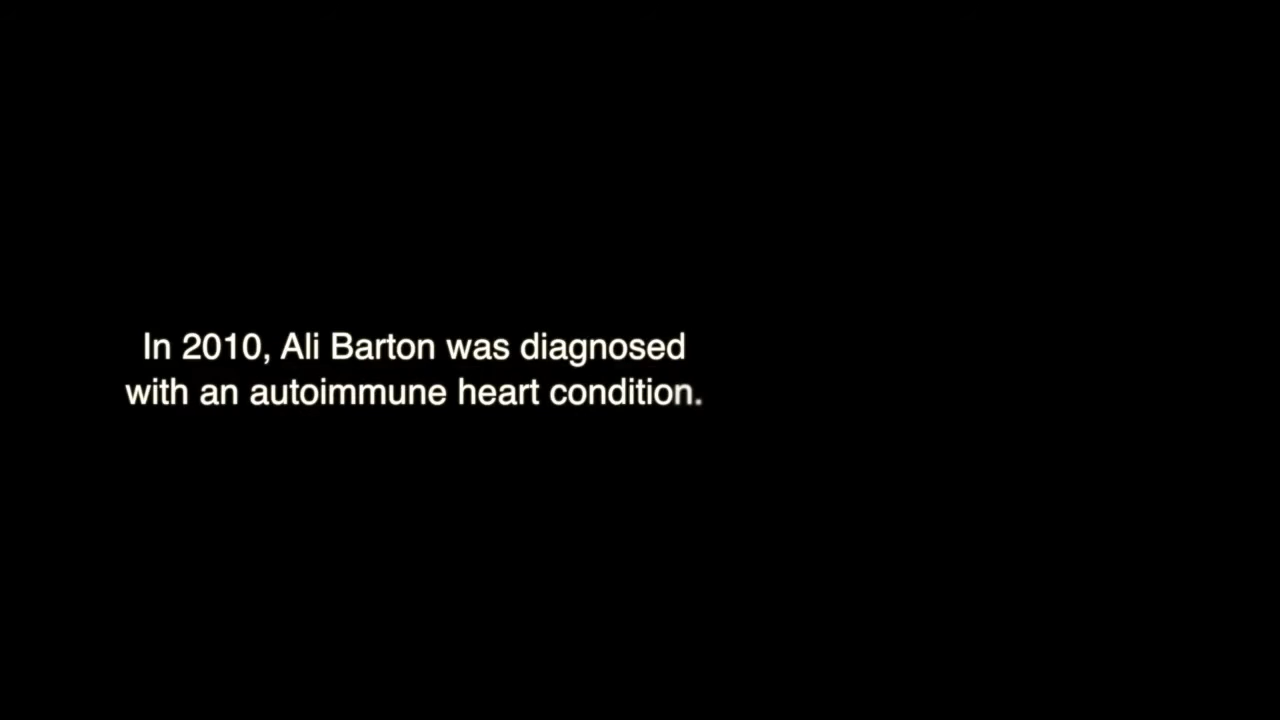 In 2010, Ali Barton was diagnosed
with an autoimmune heart condition.